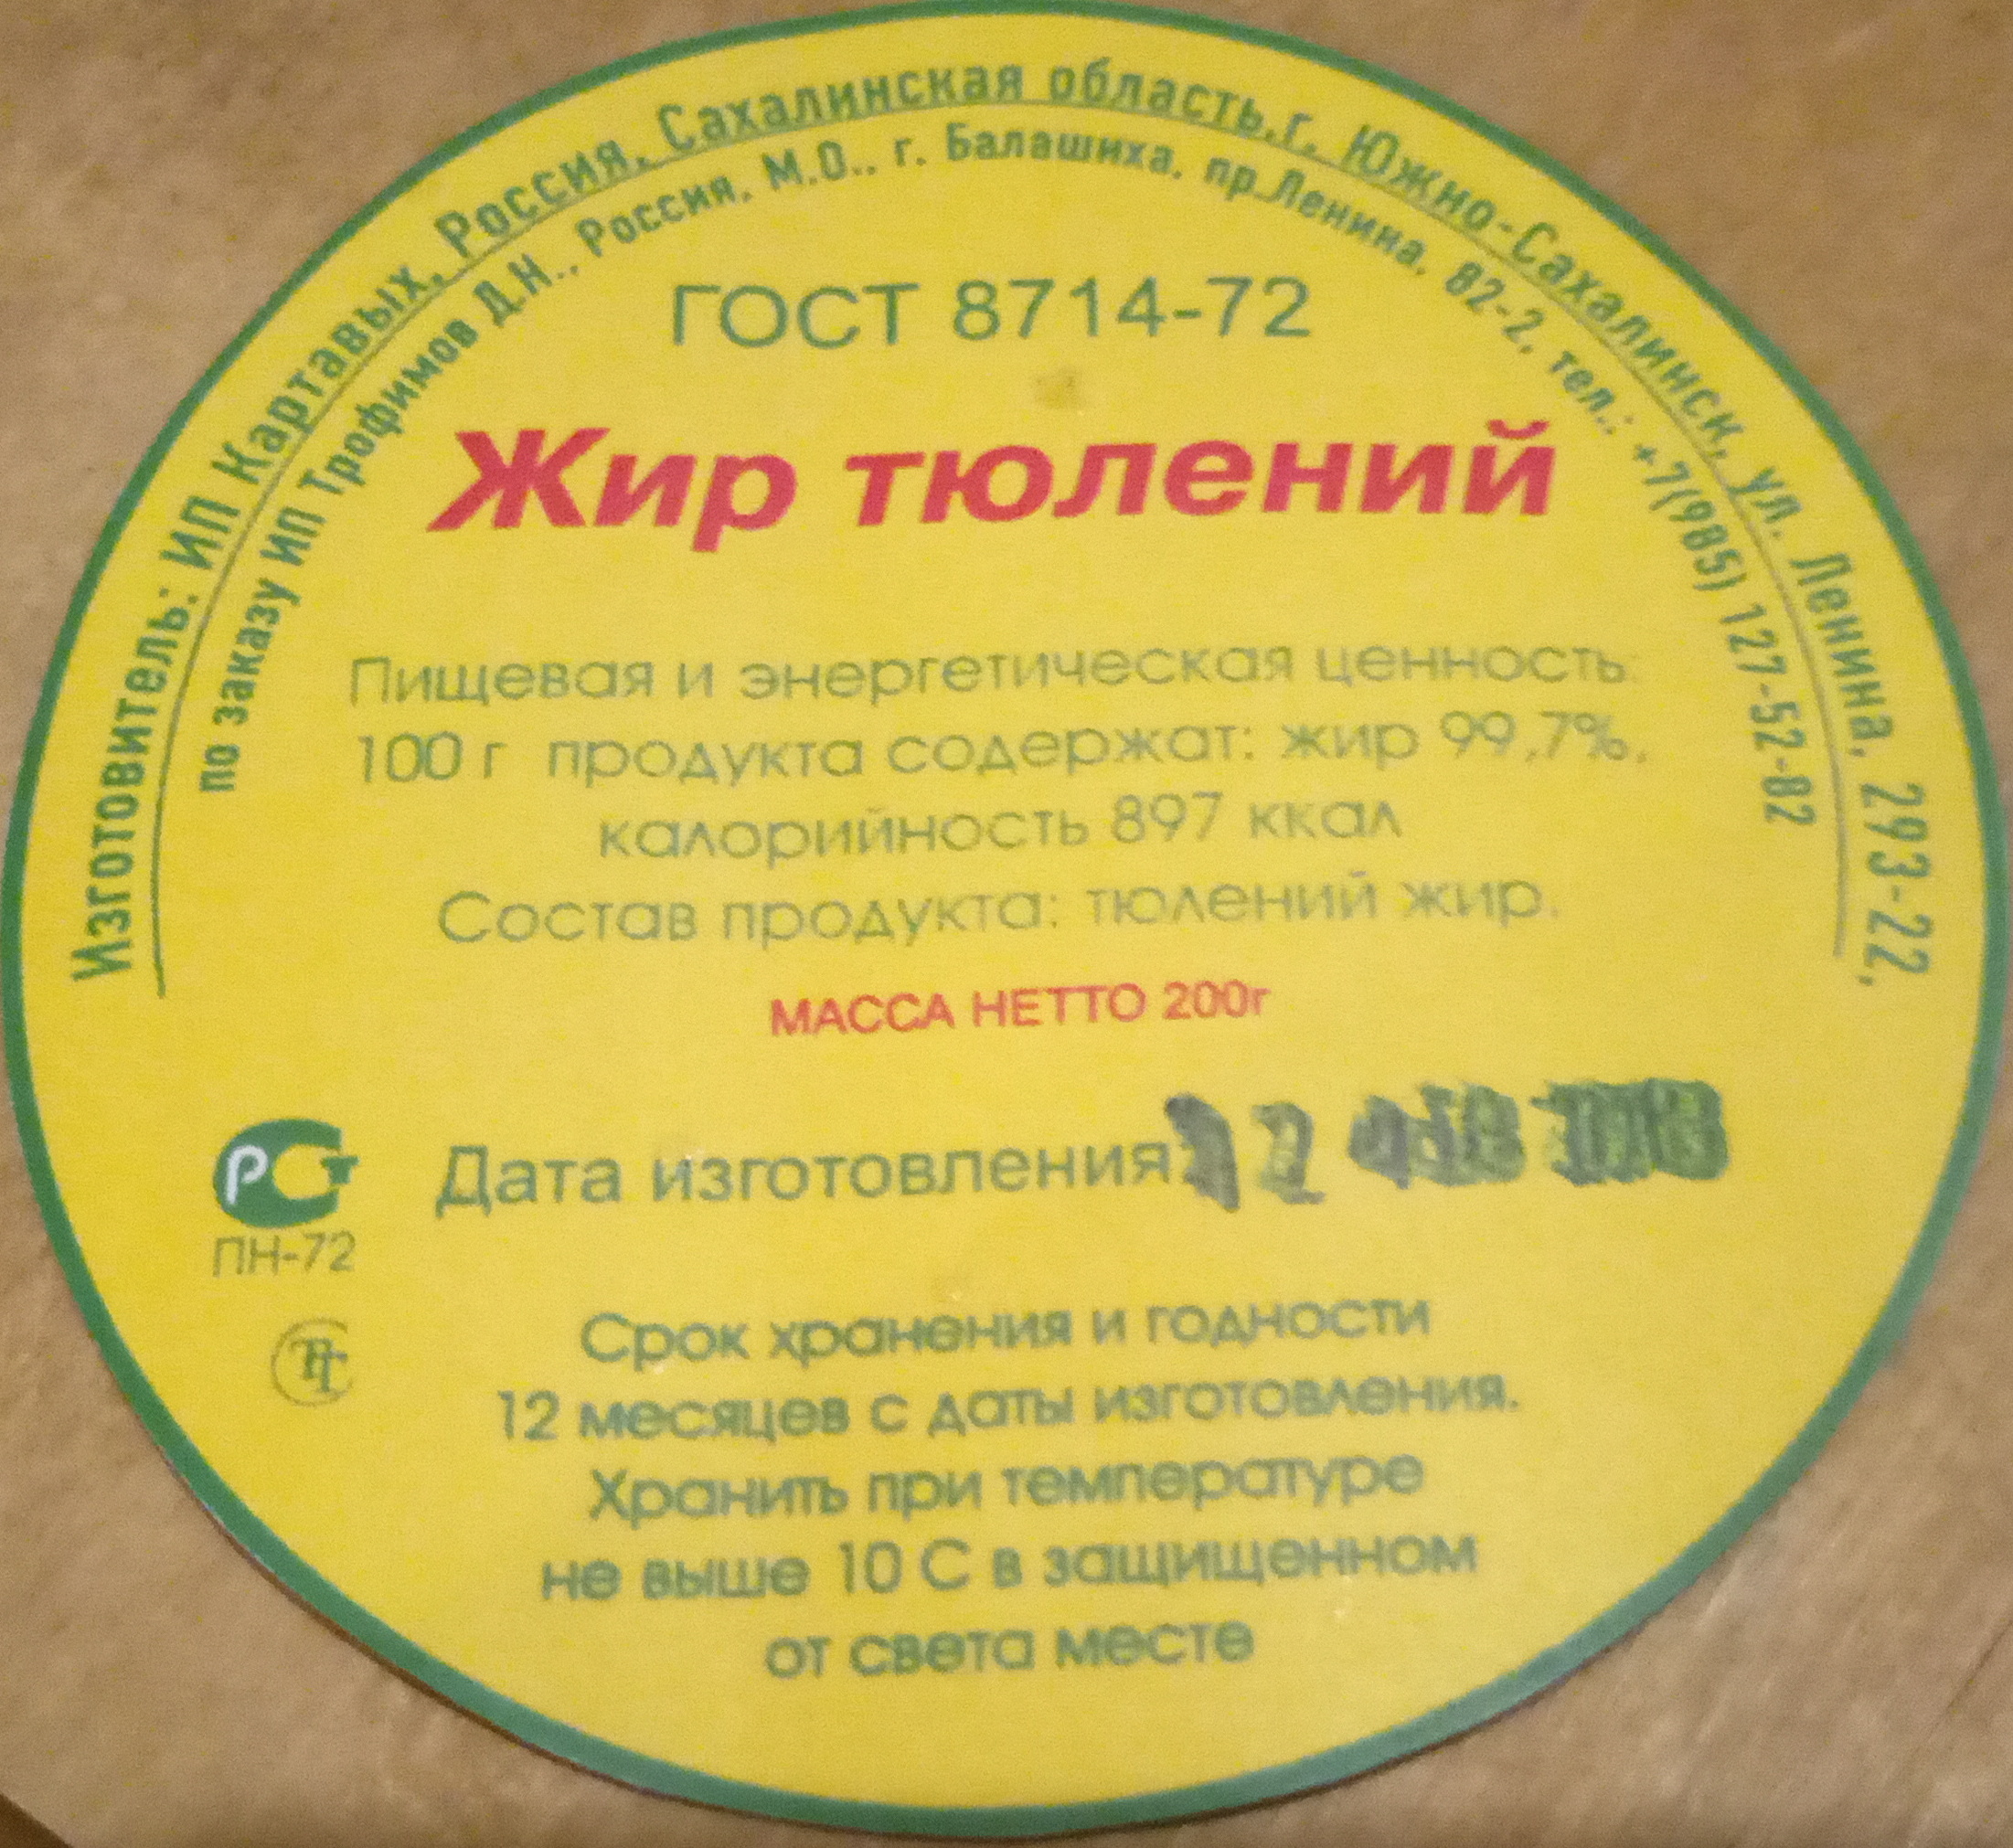 Изготовитель: ИП Картавых, Россия, Сахалинская область,г. Южно-Сахалинск, ул. Ленина, 293-22,
по заказу ИП Трофимов Д.Н., Россия, М.О., г. Балашиха, пр.Ленина, 82-2, тел.: +7(985) 127-52-82
ГОСТ 8714-72
Жир тюлений
Пищевая и энергетическая ценность:
100 г продукта содержат: жир 99,7%,
калорийность 897 ккал
Состав продукта: тюлений жир.
МАССА НЕТТО 200г
Дата изготовления:
РСТ
ПН-72
Срок хранения и годности
12 месяцев с даты изготовления.
Хранить при температуре
не выше 10 С в защищенном
от света месте